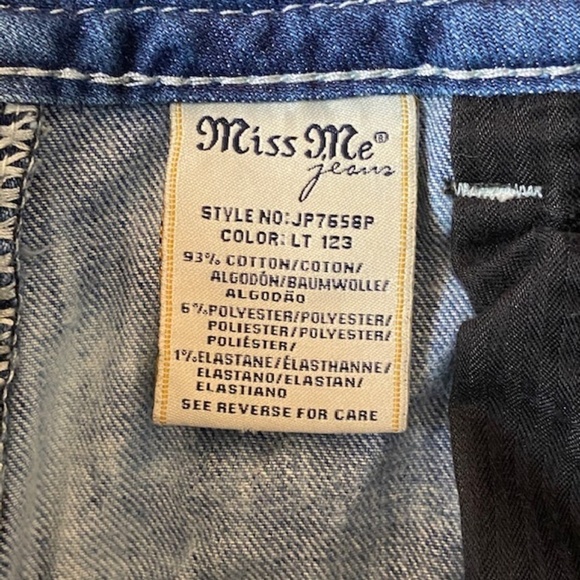 Miss Me®
jeans
STYLE NO:JP7658P
COLOR: LT 123
93% COTTON/COTON/
ALGODÓN/BAUMWOLLE/
ALGODÃO
6%POLYESTER/POLYESTER/
POLIESTER/POLYESTER/
POLIÉSTER/
1%ELASTANE/ÉLASTHANNE/
ELASTANO/ELASTAN/
ELASTIANO
SEE REVERSE FOR CARE